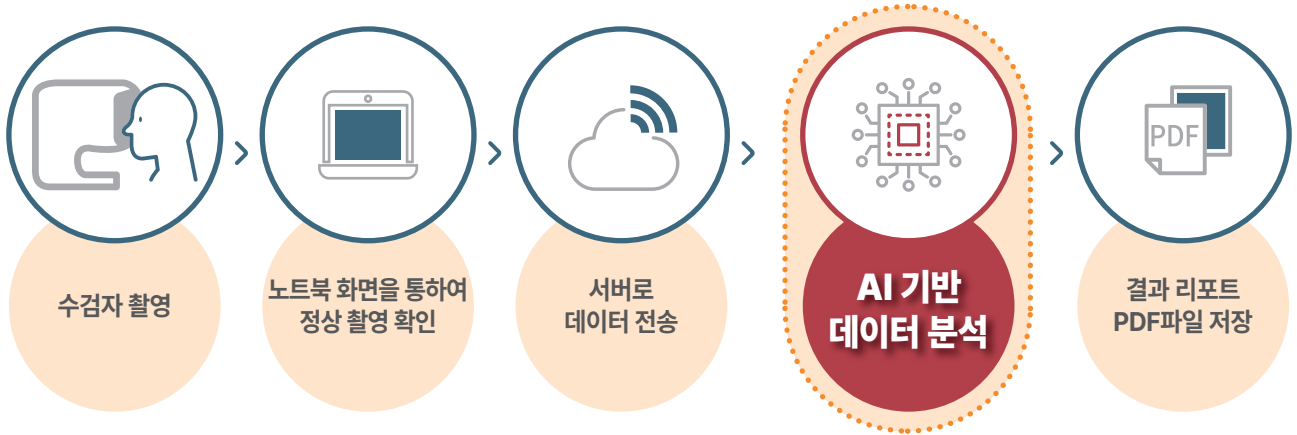 수검자 촬영
노트북 화면을 통하여
정상 촬영 확인
서버로
데이터 전송
AI 기반
데이터 분석
PDF
결과 리포트
PDF파일 저장